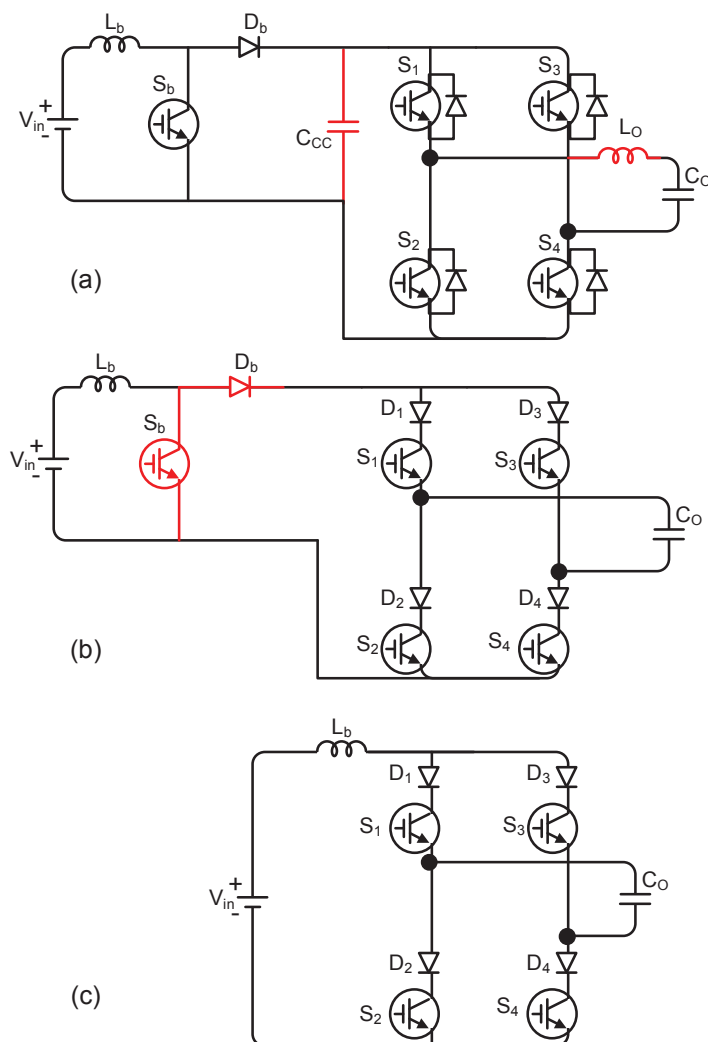 Lb
Db
Sb
Vin
+
-
CCC
S1
S3
LO
CO
S2
S4
(a)
Lb
Db
Sb
Vin
+
-
D1
D3
S1
S3
CO
D2
D4
S2
S4
(b)
Lb
D1
D3
S1
S3
Vin
+
-
CO
D2
D4
S2
S4
(c)